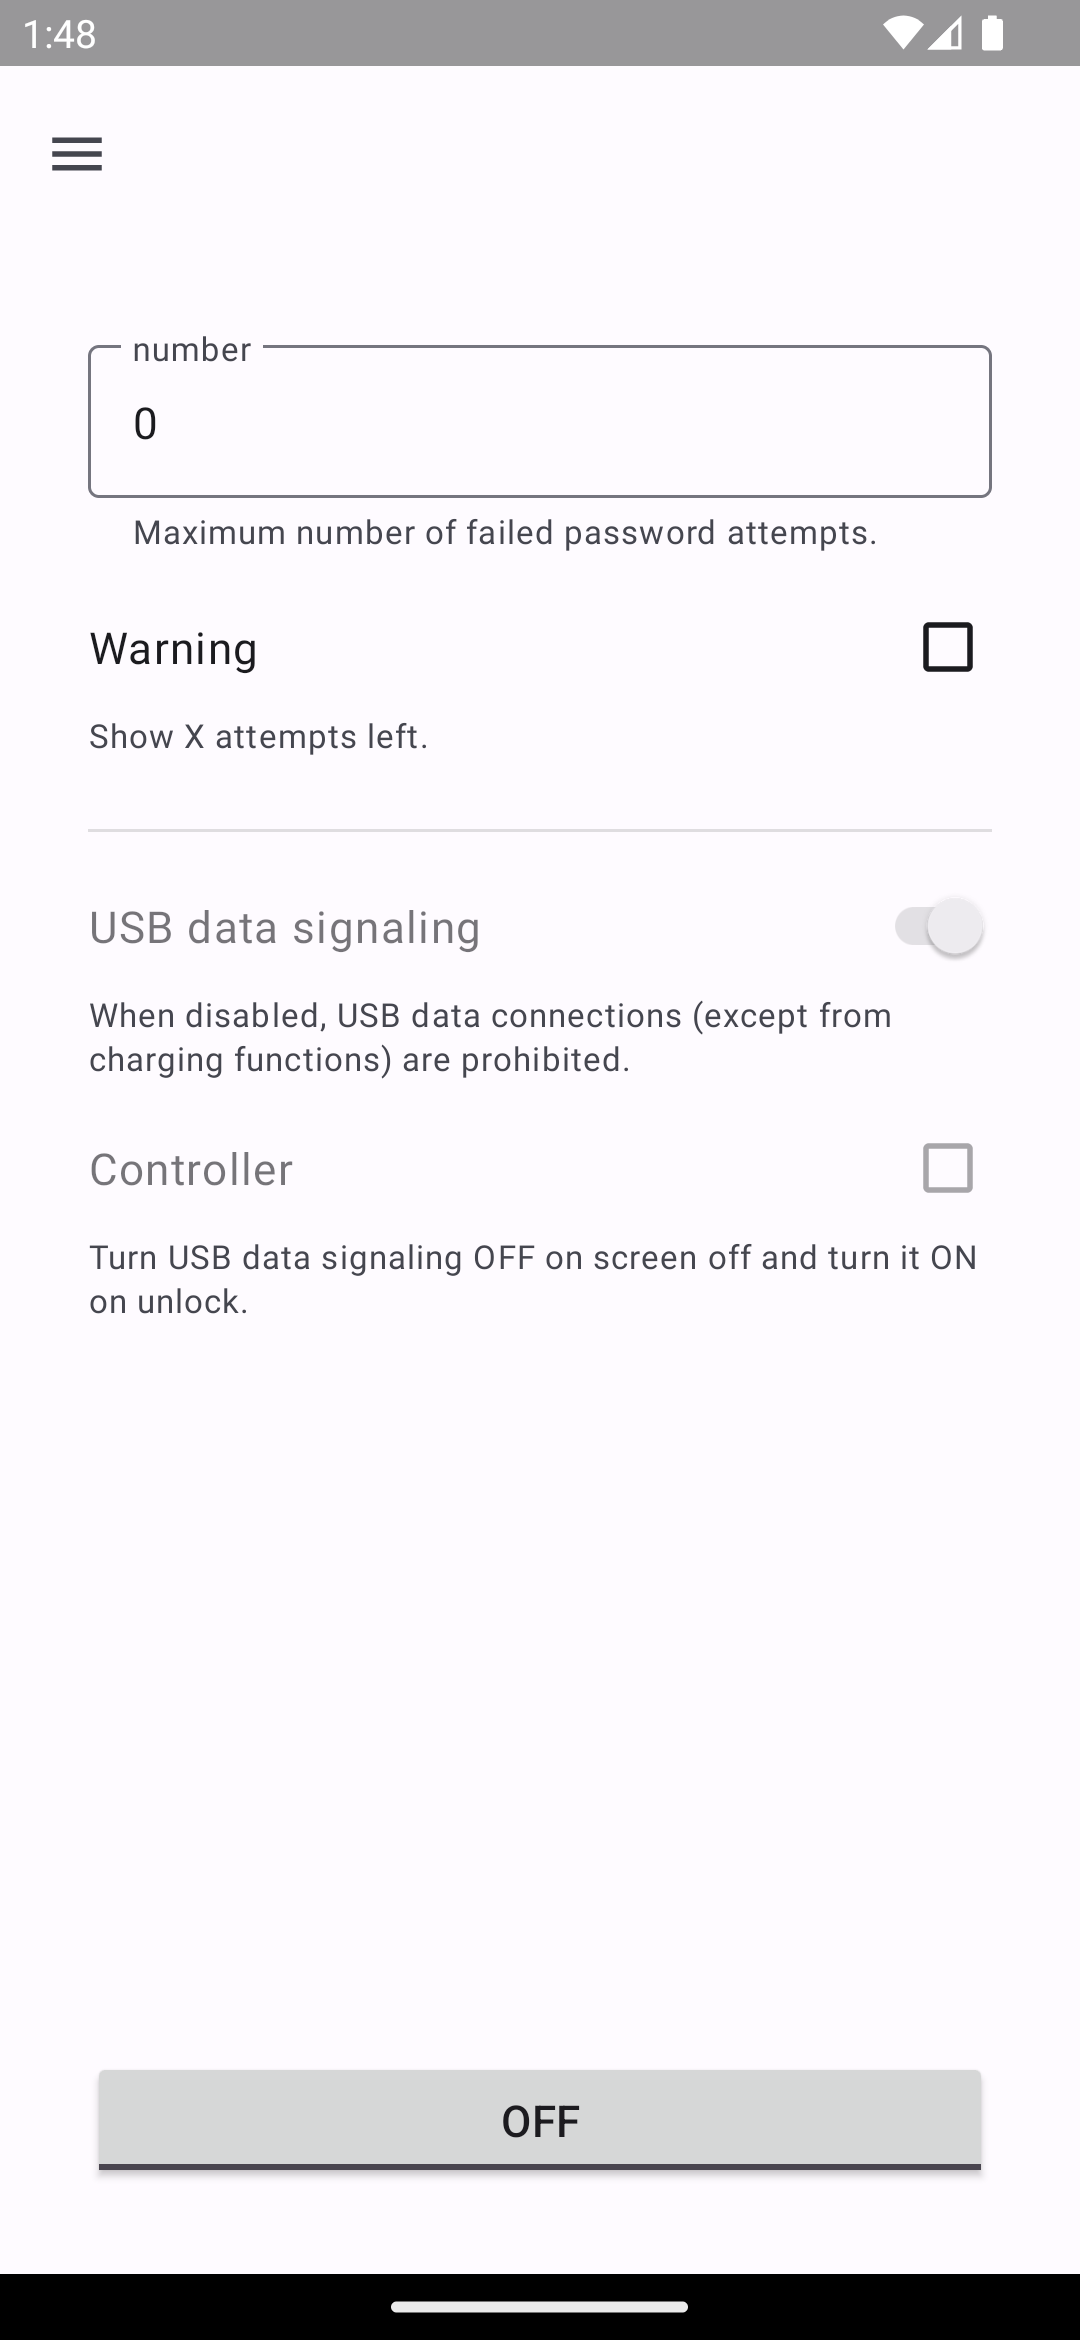 1:48
number
0
Maximum number of failed password attempts.
Warning
Show X attempts left.
USB data signaling
When disabled, USB data connections (except from
charging functions) are prohibited.
Controller
Turn USB data signaling OFF on screen off and turn it ON
on unlock.
OFF